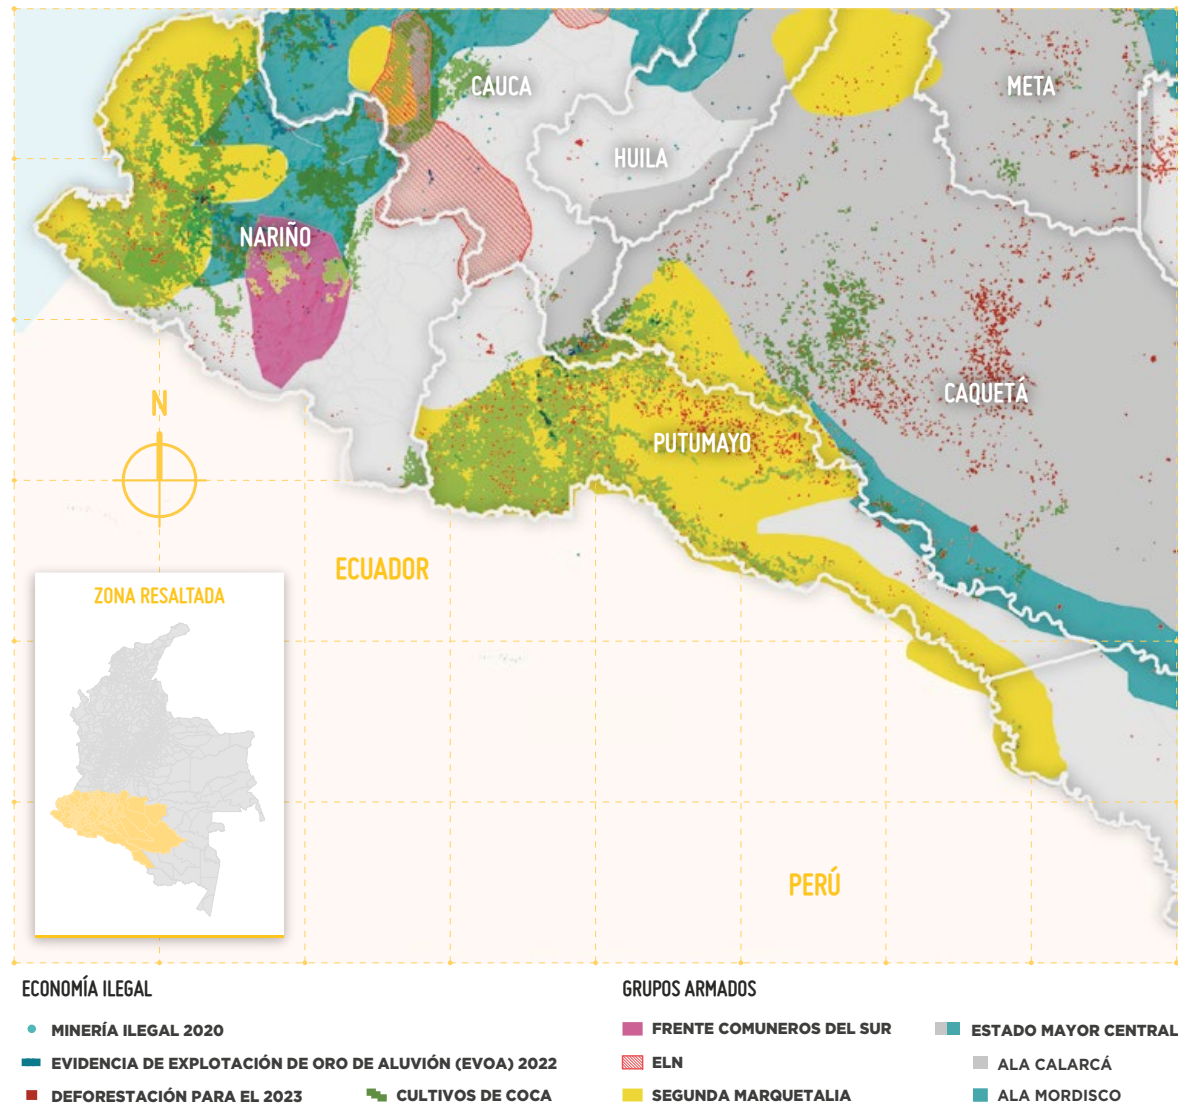 CAUCA
META
HUILA
NARIÑO
CAQUETÁ
N
PUTUMAYO
ECUADOR
ZONA RESALTADA
PERÚ
ECONOMÍA ILEGAL
MINERÍA ILEGAL 2020
EVIDENCIA DE EXPLOTACIÓN DE ORO DE ALUVIÓN (EVOA) 2022
DEFORESTACIÓN PARA EL 2023
CULTIVOS DE COCA
GRUPOS ARMADOS
FRENTE COMUNEROS DEL SUR
ELN
SEGUNDA MARQUETALIA
ESTADO MAYOR CENTRAL
ALA CALARCÁ
ALA MORDISCO